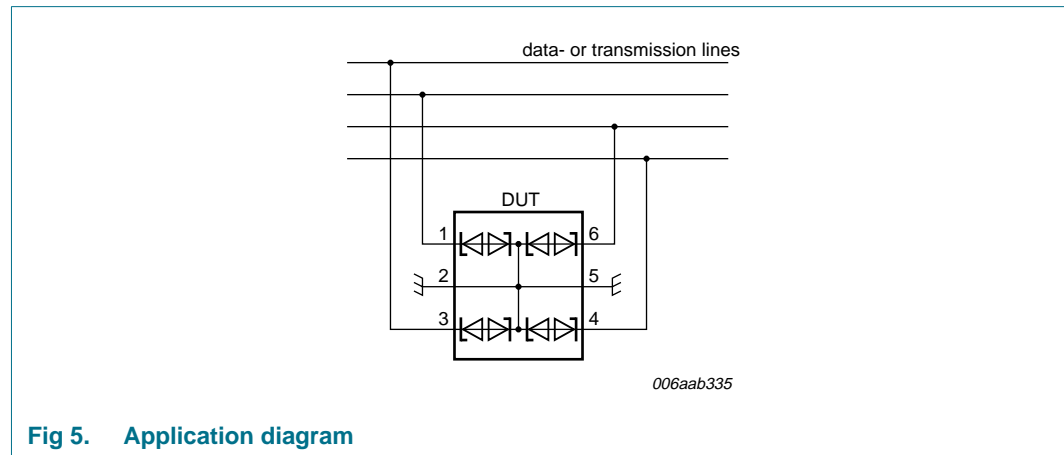 data- or transmission lines
DUT
1 6
2 5
3 4
006aab335
Fig 5. Application diagram